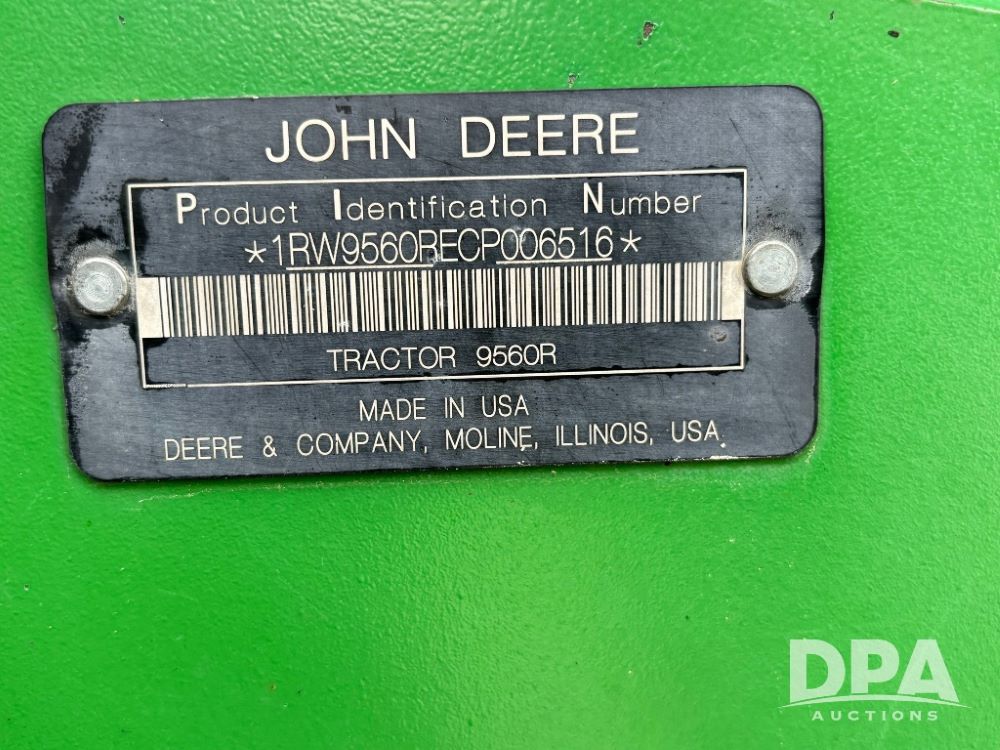 JOHN DEERE
Product Identification Number
*1RW9560RECP006516*
TRACTOR 9560R
MADE IN USA
DEERE & COMPANY, MOLINE, ILLINOIS, USA
DPA
AUCTIONS